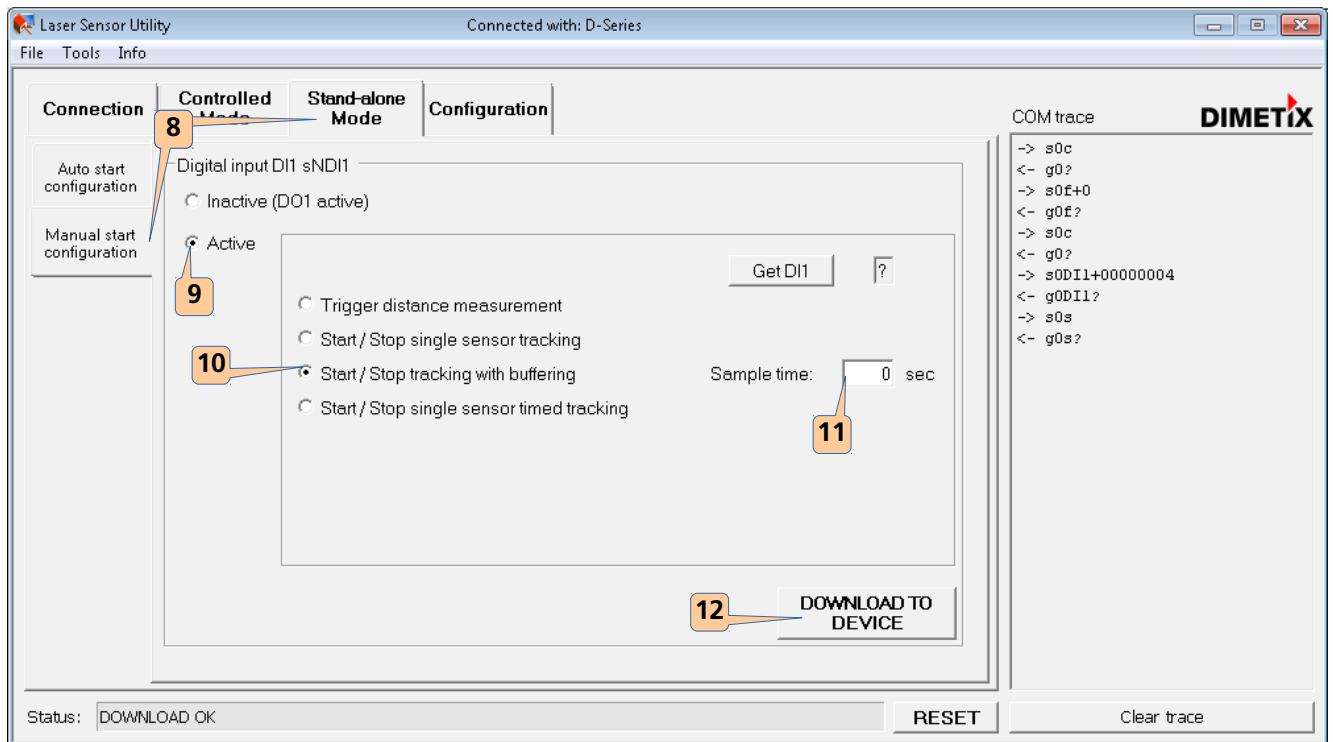 Laser Sensor Utility Connected with: D-Series
File Tools Info
Connection
Controlled
Mode
Stand-alone
Mode
Configuration
8
Auto start
configuration
Manual start
configuration
Digital input DI1 sNDI1
Inactive (DO1 active)
Active
9
Get DI1 ?
Trigger distance measurement
Start / Stop single sensor tracking
10
Start / Stop tracking with buffering Sample time: 0 sec
Start / Stop single sensor timed tracking
11
12
DOWNLOAD TO
DEVICE
Status: DOWNLOAD OK RESET
COM trace DIMETIX
-> s0c
<- g0?
-> s0f+0
<- g0f?
-> s0c
<- g0?
-> s0DI1+00000004
<- g0DI1?
-> s0s
<- g0s?
Clear trace